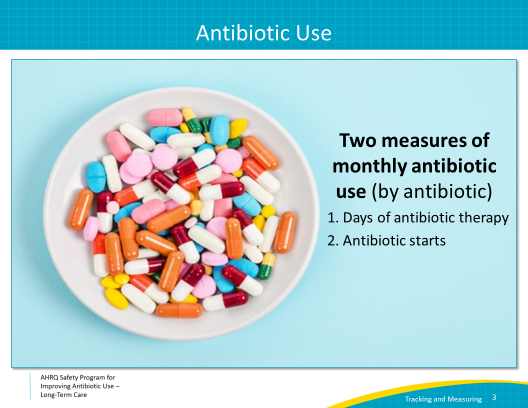 Antibiotic Use
Two measures of
monthly antibiotic
use (by antibiotic)
1. Days of antibiotic therapy
2. Antibiotic starts
AHRQ Safety Program for
Improving Antibiotic Use –
Long-Term Care
Tracking and Measuring 3